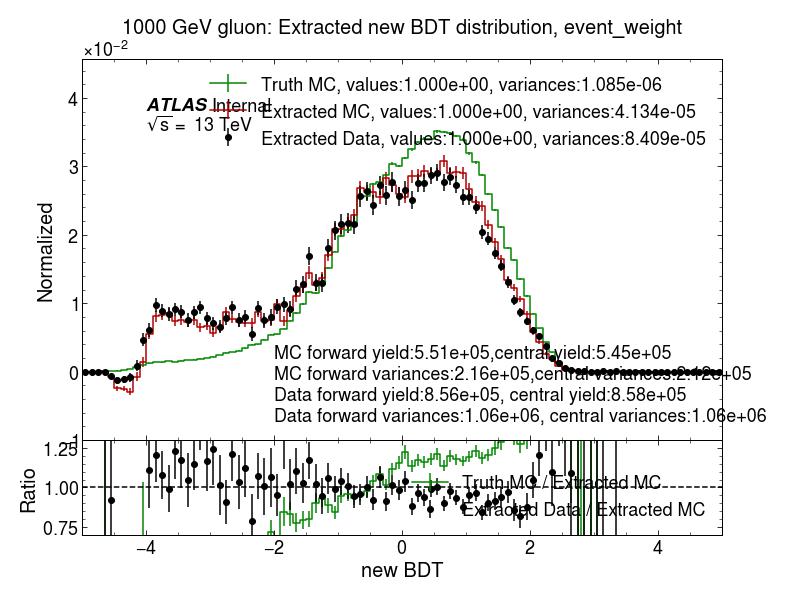 1000 GeV gluon: Extracted new BDT distribution, event_weight
×10⁻²
Truth MC, values:1.000e+00, variances:1.085e-06
ATLAS Internal
Extracted MC, values:1.000e+00, variances:4.134e-05
√s = 13 TeV
Extracted Data, values:1.000e+00, variances:8.409e-05
4
3
2
1
0
Normalized
MC forward yield:5.51e+05,central yield:5.45e+05
MC forward variances:2.16e+05,central variances:2.12e+05
Data forward yield:8.56e+05, central yield:8.58e+05
Data forward variances:1.06e+06, central variances:1.06e+06
1
1.25
1.00
0.75
Ratio
Truth MC / Extracted MC
Extracted Data / Extracted MC
−4 −2 0 2 4
new BDT